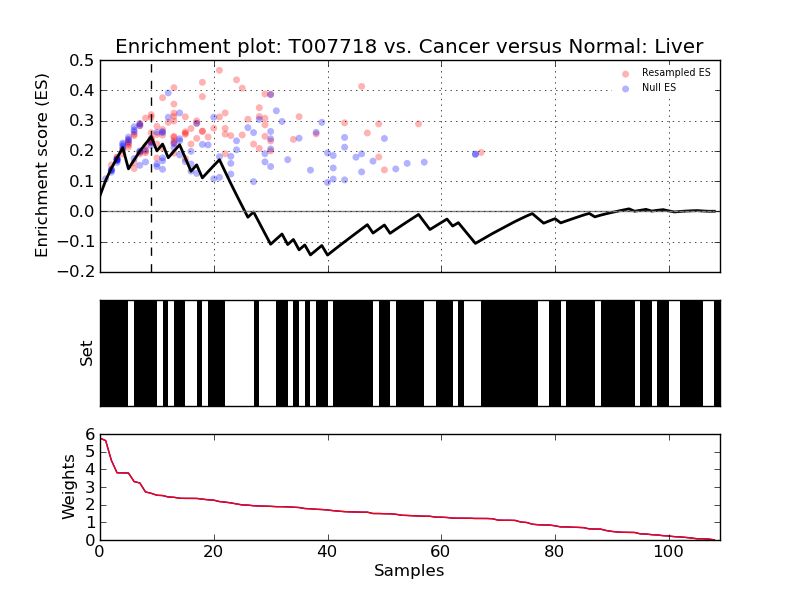 Enrichment plot: T007718 vs. Cancer versus Normal: Liver
Enrichment score (ES)
0.5
0.4
0.3
0.2
0.1
0.0
−0.1
−0.2
Resampled ES
Null ES
Set
Weights
6
5
4
3
2
1
0
0 20 40 60 80 100
Samples